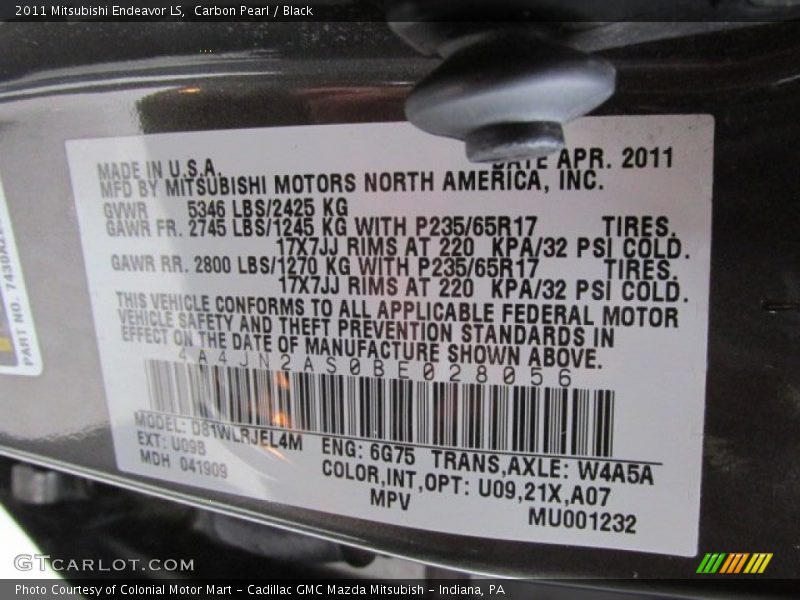 2011 Mitsubishi Endeavor LS, Carbon Pearl / Black
MADE IN U.S.A. DATE APR. 2011
MFD BY MITSUBISHI MOTORS NORTH AMERICA, INC.
GVWR 5346 LBS/2425 KG
GAWR FR. 2745 LBS/1245 KG WITH P235/65R17 TIRES.
17X7JJ RIMS AT 220 KPA/32 PSI COLD.
GAWR RR. 2800 LBS/1270 KG WITH P235/65R17 TIRES.
17X7JJ RIMS AT 220 KPA/32 PSI COLD.
THIS VEHICLE CONFORMS TO ALL APPLICABLE FEDERAL MOTOR
VEHICLE SAFETY AND THEFT PREVENTION STANDARDS IN
EFFECT ON THE DATE OF MANUFACTURE SHOWN ABOVE.
4A4JN2AS0BE028056
MODEL: D81WLRJEL4M ENG: 6G75 TRANS,AXLE: W4A5A
EXT: U09B COLOR,INT,OPT: U09,21X,A07
MDH 041909 MPV MU001232
PART NO.
GTCARLOT.COM
Photo Courtesy of Colonial Motor Mart - Cadillac GMC Mazda Mitsubish - Indiana, PA